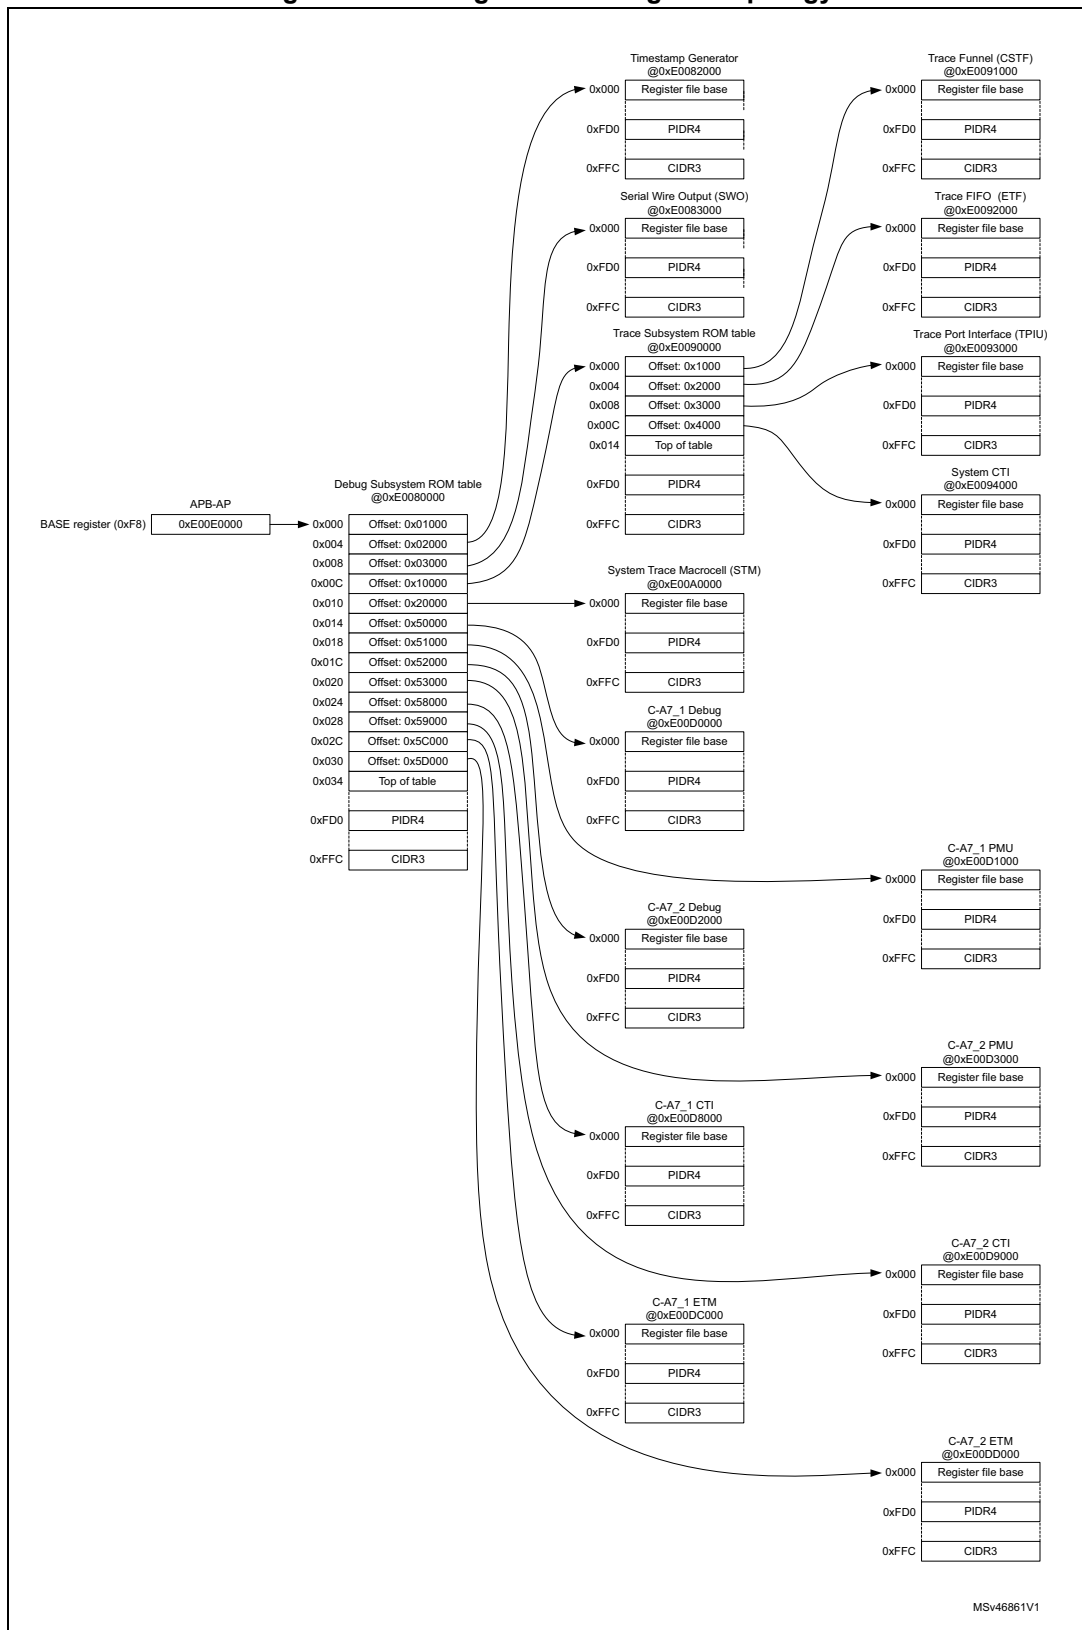 Timestamp Generator
@0xE0082000
0x000 Register file base
0xFD0 PIDR4
0xFFC CIDR3
Trace Funnel (CSTF)
@0xE0091000
0x000 Register file base
0xFD0 PIDR4
0xFFC CIDR3
Serial Wire Output (SWO)
@0xE0083000
0x000 Register file base
0xFD0 PIDR4
0xFFC CIDR3
Trace FIFO (ETF)
@0xE0092000
0x000 Register file base
0xFD0 PIDR4
0xFFC CIDR3
Trace Subsystem ROM table
@0xE0090000
0x000 Offset: 0x1000
0x004 Offset: 0x2000
0x008 Offset: 0x3000
0x00C Offset: 0x4000
0x014 Top of table
0xFD0 PIDR4
0xFFC CIDR3
Trace Port Interface (TPIU)
@0xE0093000
0x000 Register file base
0xFD0 PIDR4
0xFFC CIDR3
System CTI
@0xE0094000
0x000 Register file base
0xFD0 PIDR4
0xFFC CIDR3
APB-AP
BASE register (0xF8) 0xE00E0000
Debug Subsystem ROM table
@0xE0080000
0x000 Offset: 0x01000
0x004 Offset: 0x02000
0x008 Offset: 0x03000
0x00C Offset: 0x10000
0x010 Offset: 0x20000
0x014 Offset: 0x50000
0x018 Offset: 0x51000
0x01C Offset: 0x52000
0x020 Offset: 0x53000
0x024 Offset: 0x58000
0x028 Offset: 0x59000
0x02C Offset: 0x5C000
0x030 Offset: 0x5D000
0x034 Top of table
0xFD0 PIDR4
0xFFC CIDR3
System Trace Macrocell (STM)
@0xE00A0000
0x000 Register file base
0xFD0 PIDR4
0xFFC CIDR3
C-A7_1 Debug
@0xE00D0000
0x000 Register file base
0xFD0 PIDR4
0xFFC CIDR3
C-A7_1 PMU
@0xE00D1000
0x000 Register file base
0xFD0 PIDR4
0xFFC CIDR3
C-A7_2 Debug
@0xE00D2000
0x000 Register file base
0xFD0 PIDR4
0xFFC CIDR3
C-A7_2 PMU
@0xE00D3000
0x000 Register file base
0xFD0 PIDR4
0xFFC CIDR3
C-A7_1 CTI
@0xE00D8000
0x000 Register file base
0xFD0 PIDR4
0xFFC CIDR3
C-A7_2 CTI
@0xE00D9000
0x000 Register file base
0xFD0 PIDR4
0xFFC CIDR3
C-A7_1 ETM
@0xE00DC000
0x000 Register file base
0xFD0 PIDR4
0xFFC CIDR3
C-A7_2 ETM
@0xE00DD000
0x000 Register file base
0xFD0 PIDR4
0xFFC CIDR3
MSv46861V1